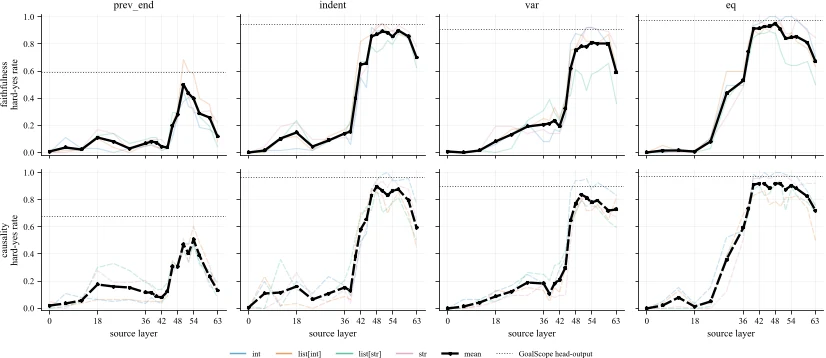 prev_end indent var eq
1.0
0.8
0.6
0.4
0.2
0.0
faithfulness
hard-yes rate
1.0
0.8
0.6
0.4
0.2
0.0
causality
hard-yes rate
0 18 36 42 48 54 63 0 18 36 42 48 54 63 0 18 36 42 48 54 63 0 18 36 42 48 54 63
source layer source layer source layer source layer
int list[int] list[str] str mean GoalScope head-output